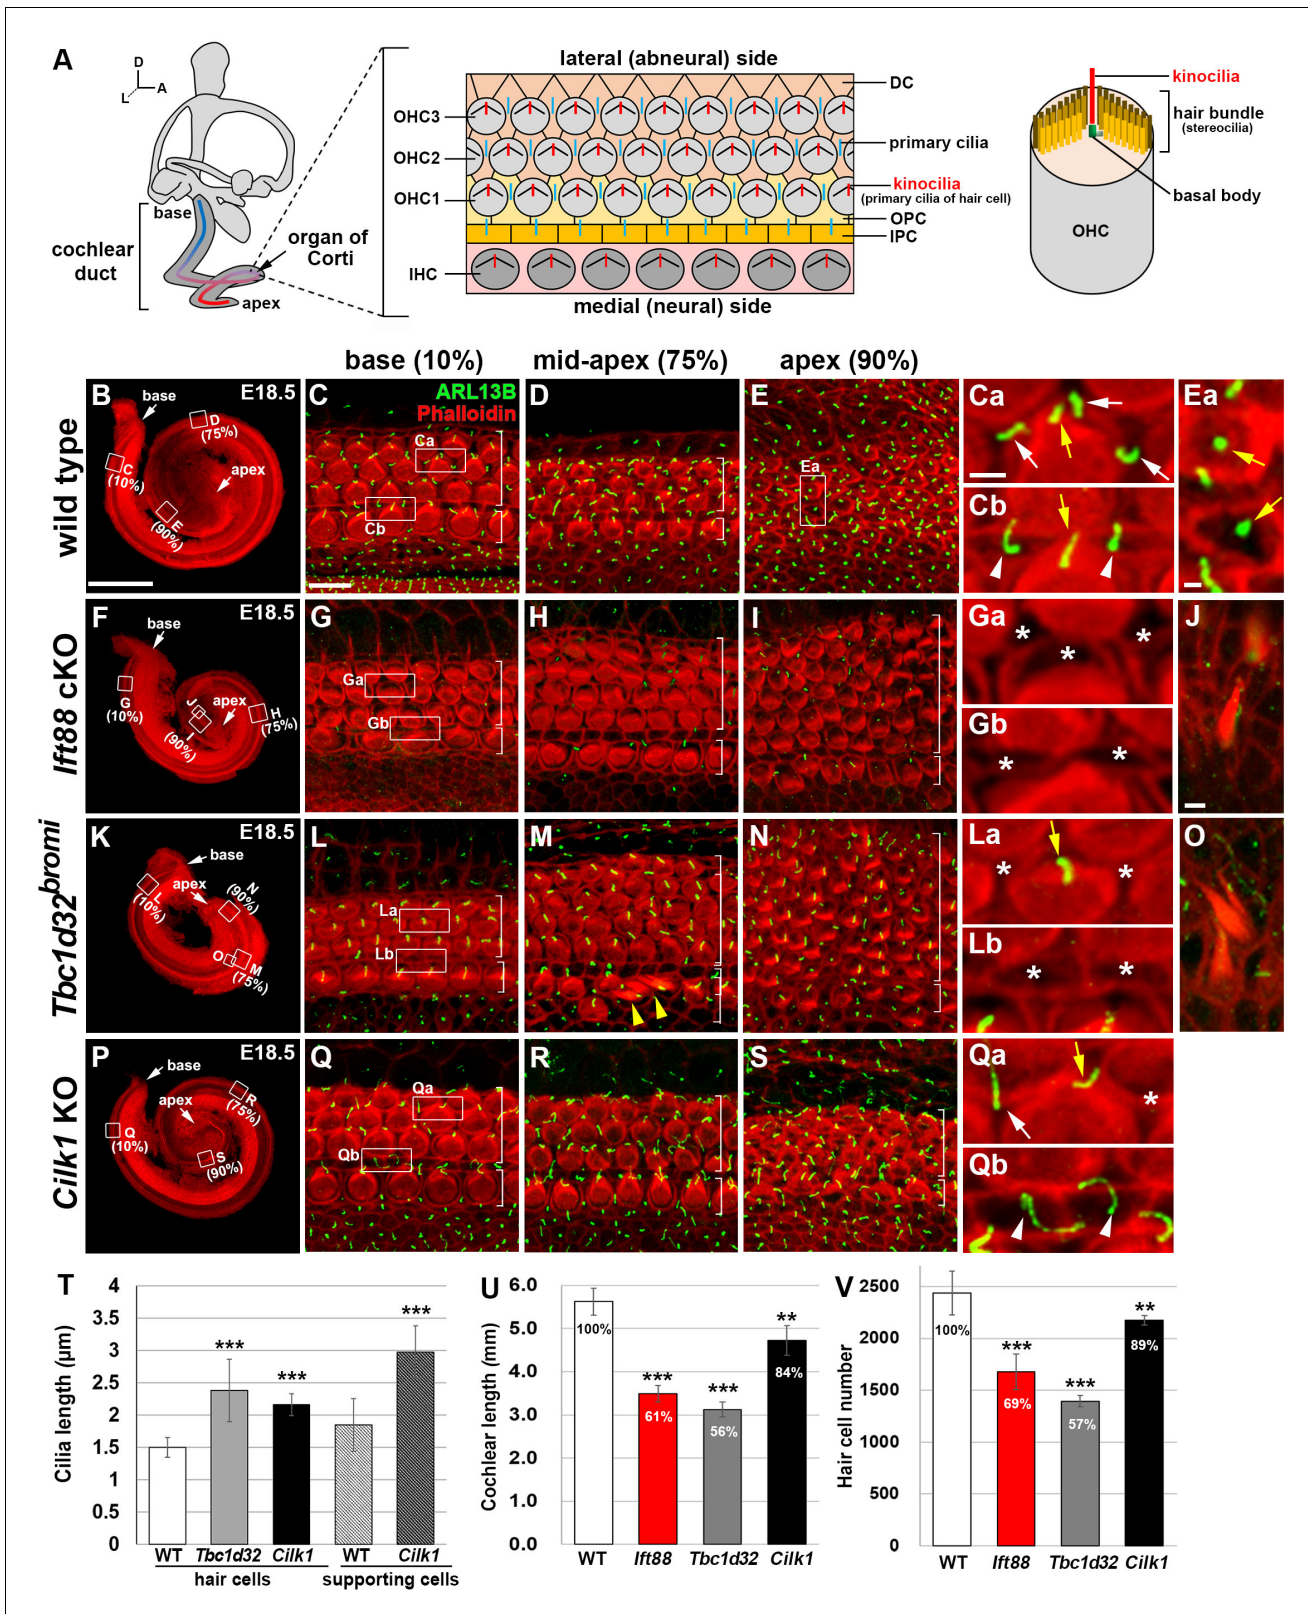 A
D
L
A
base
cochlear
duct
organ of
Corti
apex
lateral (abneural) side
OHC3
OHC2
OHC1
IHC
DC
primary cilia
kinocilia
(primary cilia of hair cell)
OPC
IPC
medial (neural) side
kinocilia
hair bundle
(stereocilia)
basal body
OHC
base (10%)
mid-apex (75%)
apex (90%)
wild type
B
E18.5
base
D
(75%)
apex
C
(10%)
E
(90%)
C
ARL13B
Phalloidin
Ca
Cb
D
E
Ea
Ca
Cb
Ea
Ift88 cKO
F
E18.5
base
G
(10%)
J
apex
I
(90%)
H
(75%)
G
Ga
Gb
H
I
Ga
* * *
Gb
* *
J
Tbc1d32bromi
K
E18.5
base
apex
N
(90%)
L
(10%)
O
M
(75%)
L
La
Lb
M
N
La
* *
Lb
* *
O
Cilk1 KO
P
E18.5
base
apex
R
(75%)
Q
(10%)
S
(90%)
Q
Qa
Qb
R
S
Qa
*
Qb
T
Cilia length (µm)
4
3.5
3
2.5
2
1.5
1
0.5
0
***
***
***
WT Tbc1d32 Cilk1 WT Cilk1
hair cells supporting cells
U
Cochlear length (mm)
6.0
5.0
4.0
3.0
2.0
1.0
0.0
100%
***
61%
***
56%
**
84%
WT Ift88 Tbc1d32 Cilk1
V
Hair cell number
2500
2000
1500
1000
500
0
100%
***
69%
***
57%
**
89%
WT Ift88 Tbc1d32 Cilk1